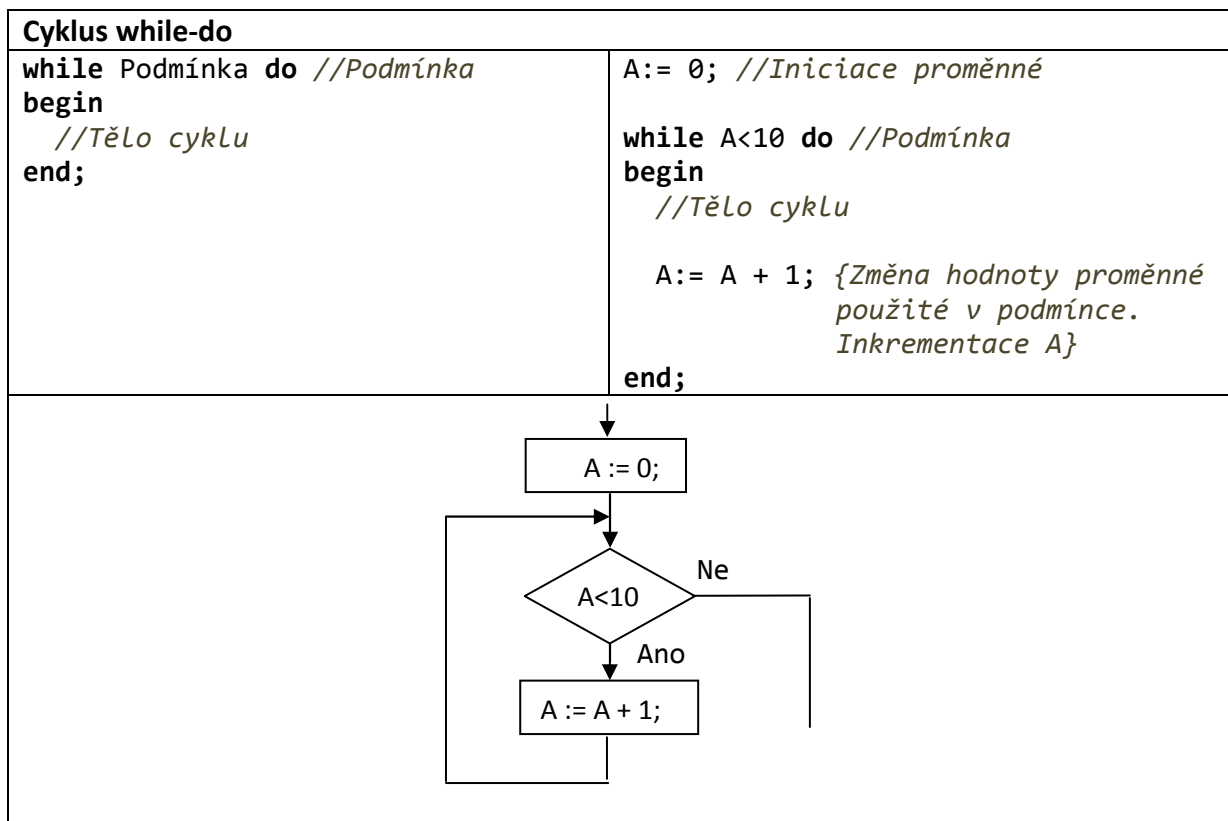 Cyklus while-do
while Podmínka do //Podmínka
begin
//Tělo cyklu
end;
A:= 0; //Iniciace proměnné
while A<10 do //Podmínka
begin
//Tělo cyklu
A:= A + 1; {Změna hodnoty proměnné
použité v podmínce.
Inkrementace A}
end;
A := 0;
A<10
Ne
Ano
A := A + 1;